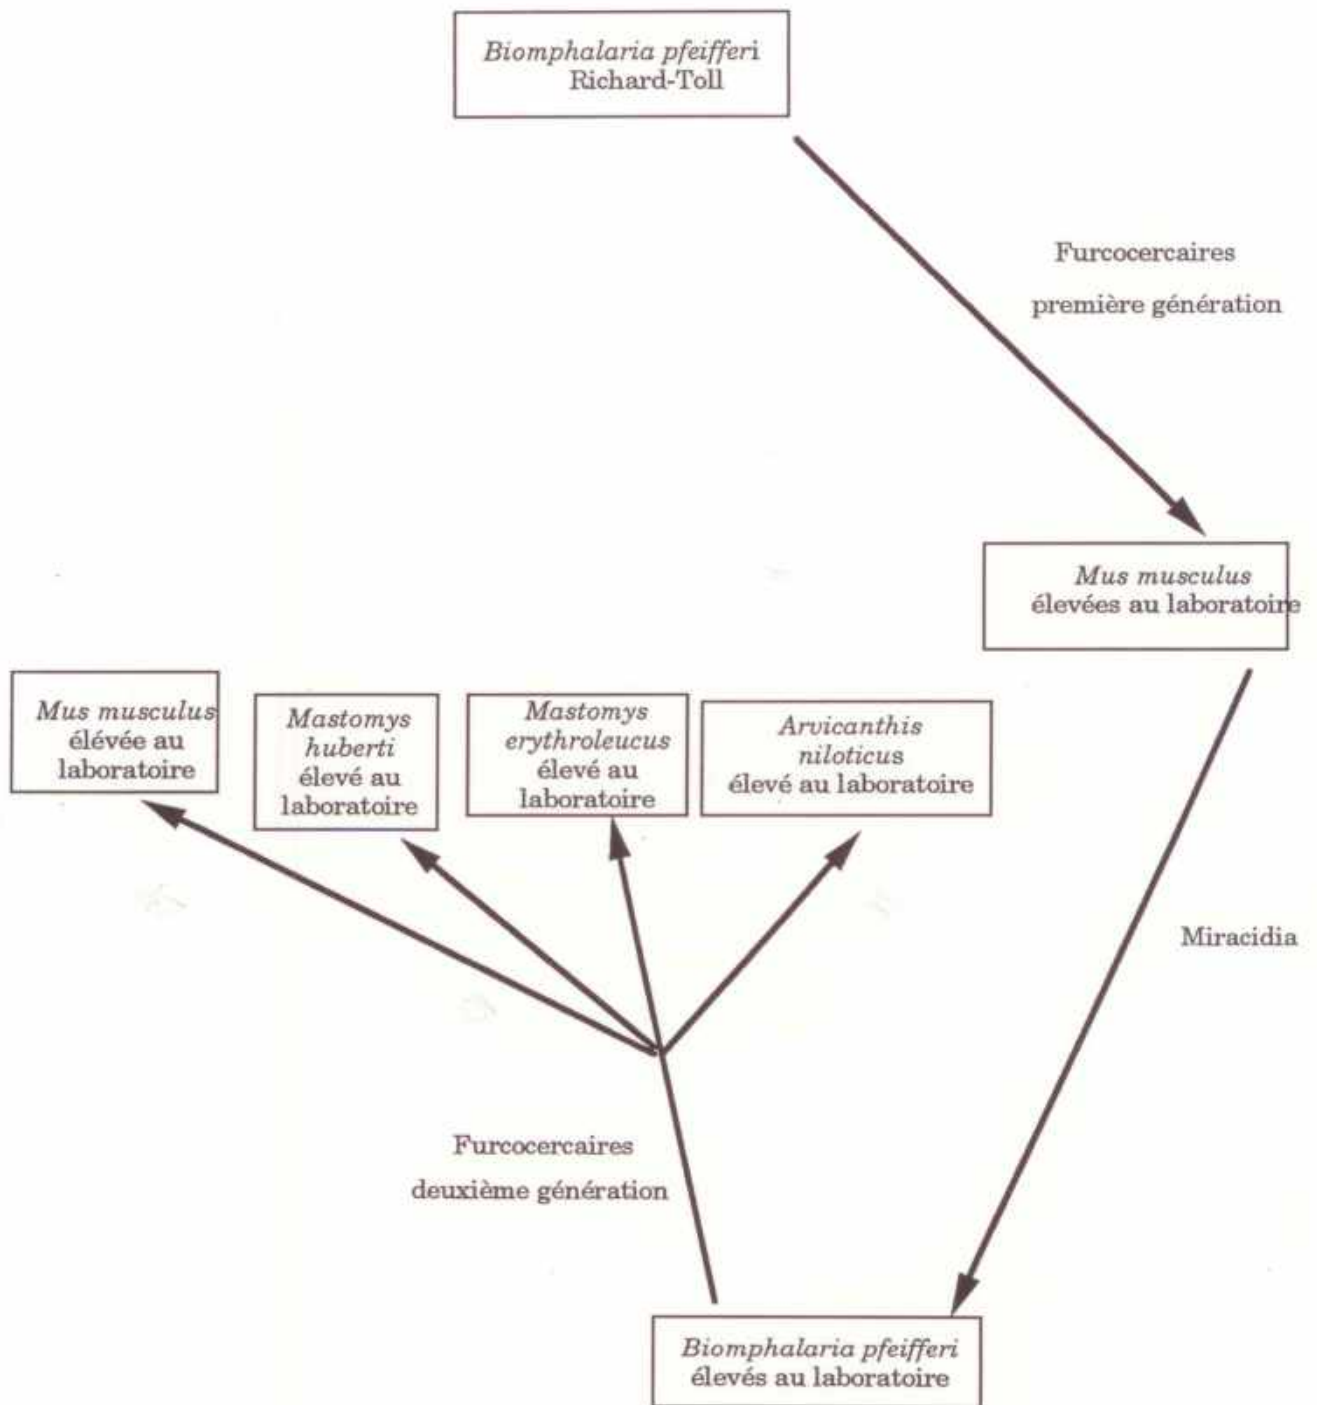 Biomphalaria pfeifferi
Richard-Toll
Furcocercaires
première génération
Mus musculus
élevées au laboratoire
Mus musculus
élévée au
laboratoire
Mastomys
huberti
élevé au
laboratoire
Mastomys
erythroleucus
élevé au
laboratoire
Arvicanthis
niloticus
élevé au laboratoire
Miracidia
Furcocercaires
deuxième génération
Biomphalaria pfeifferi
élevés au laboratoire